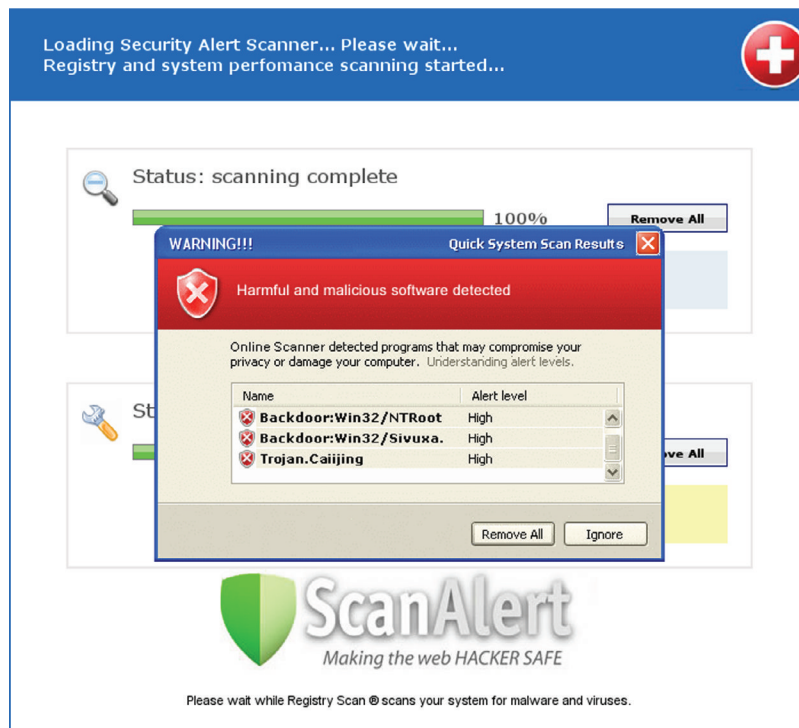 Loading Security Alert Scanner... Please wait...
Registry and system perfomance scanning started...
Status: scanning complete
100%
Remove All
WARNING!!!
Quick System Scan Results
Harmful and malicious software detected
Online Scanner detected programs that may compromise your
privacy or damage your computer. Understanding alert levels.
Name Alert level
Backdoor:Win32/NTRoot High
Backdoor:Win32/Sivuxa. High
Trojan.Caiijing High
Remove All
Ignore
St
ve All
ScanAlert
Making the web HACKER SAFE
Please wait while Registry Scan ® scans your system for malware and viruses.